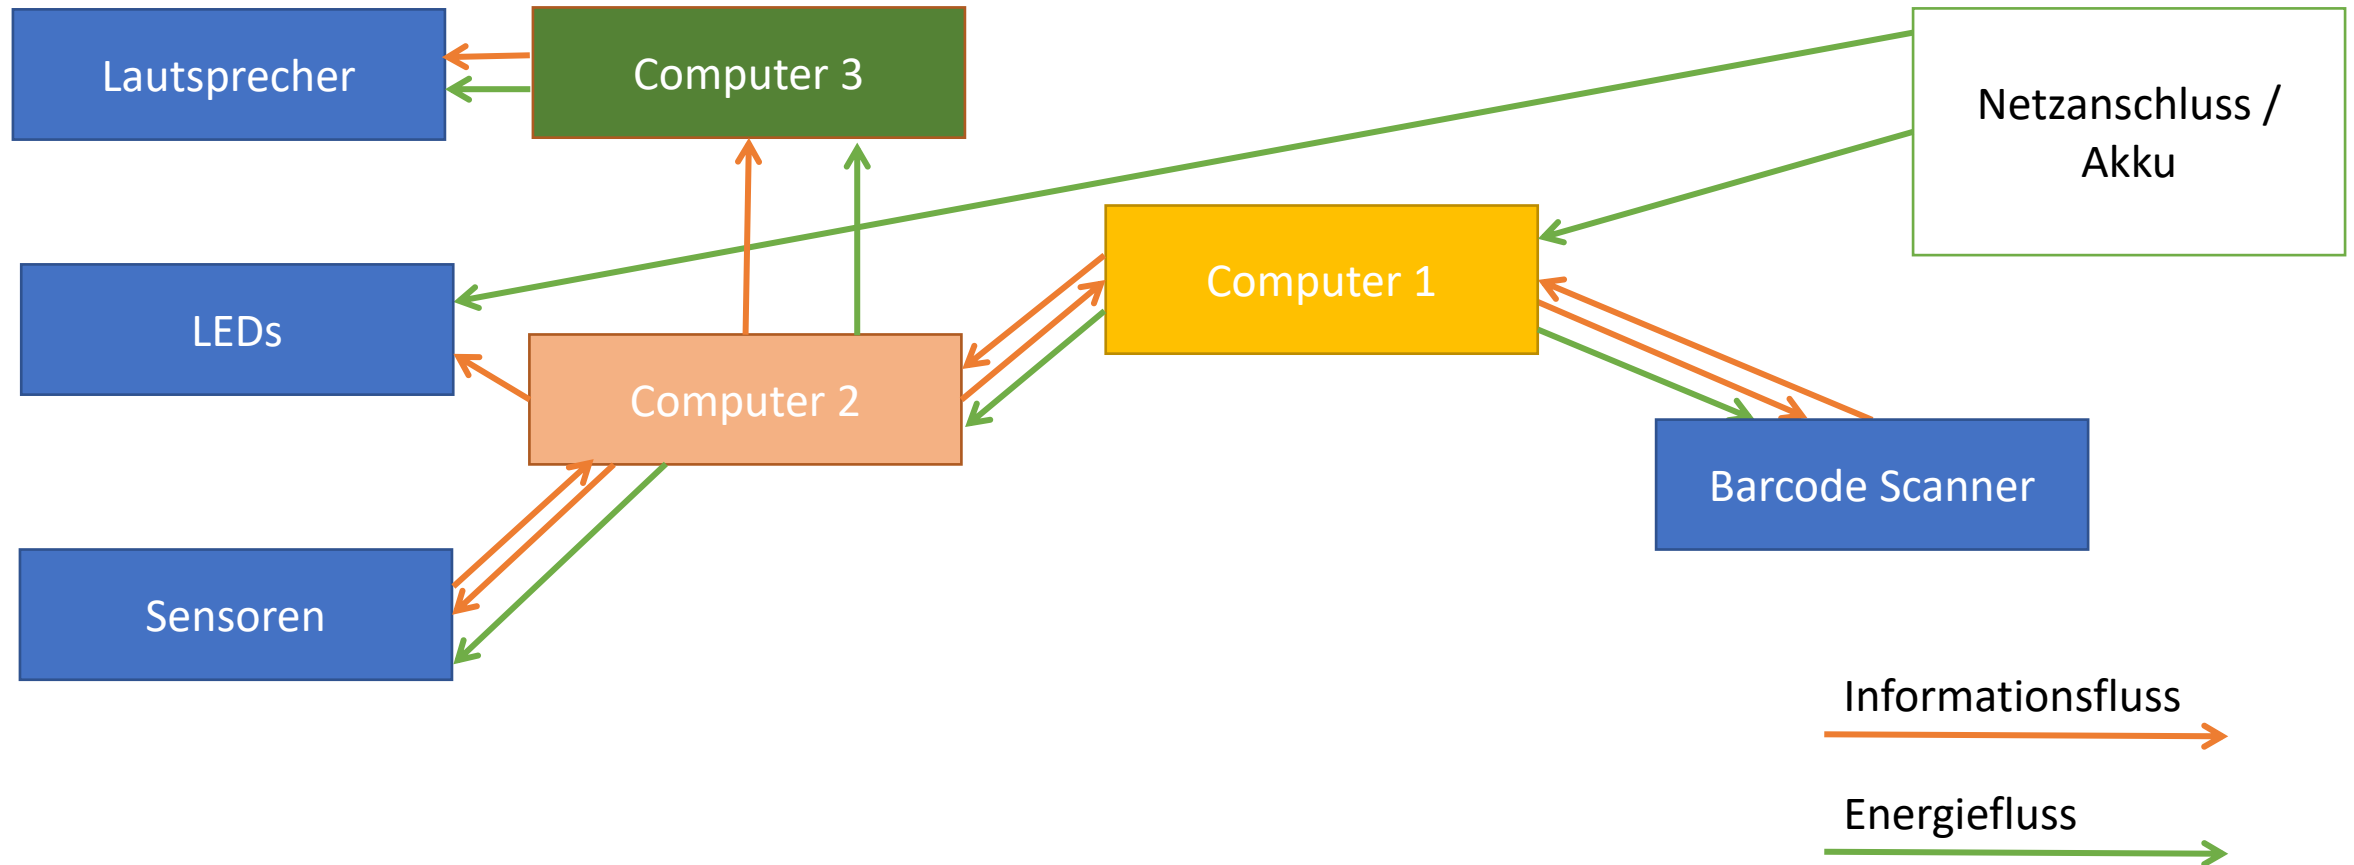 Lautsprecher
Computer 3
Netzanschluss /
Akku
Computer 1
LEDs
Computer 2
Barcode Scanner
Sensoren
Informationsfluss
Energiefluss